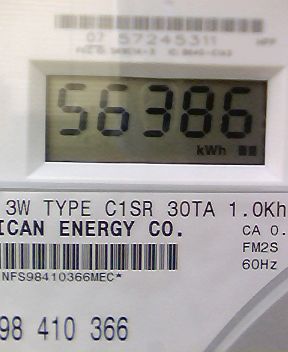 02 57245311
56386
kWh
3W TYPE C1SR 30TA 1.0Kh
ICAN ENERGY CO. CA 0.
FM2S
60Hz
NFS98410366MEC*
98 410 366